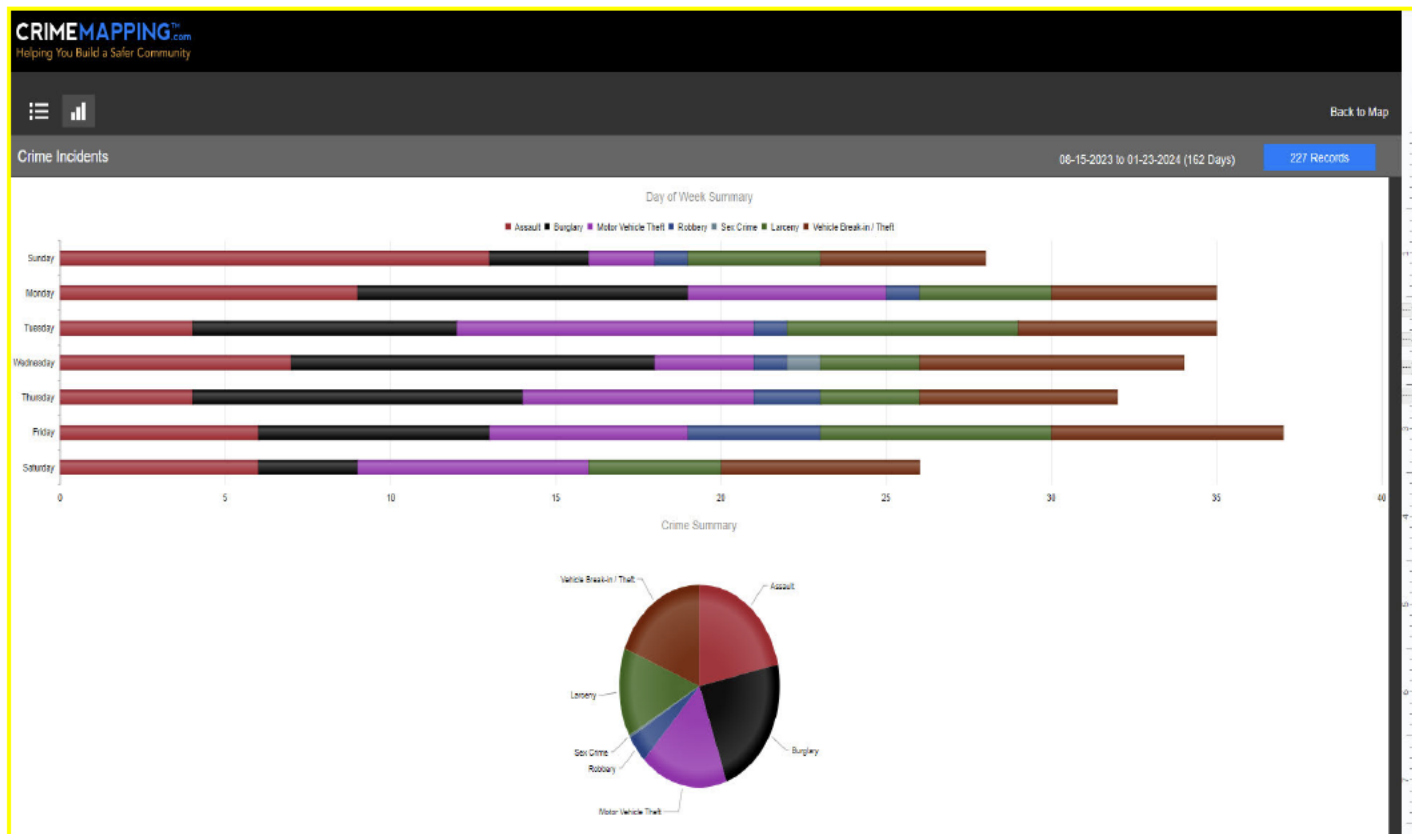 CRIMEMAPPING™.com
Helping You Build a Safer Community
Back to Map
Crime Incidents
08-15-2023 to 01-23-2024 (162 Days)
227 Records
Day of Week Summary
Assault Burglary Motor Vehicle Theft Robbery Sex Crime Larceny Vehicle Break-in / Theft
Sunday
Monday
Tuesday
Wednesday
Thursday
Friday
Saturday
0 5 10 15 20 25 30 35 40
Crime Summary
Vehicle Break-in / Theft
Assault
Larceny
Sex Crime
Burglary
Robbery
Motor Vehicle Theft